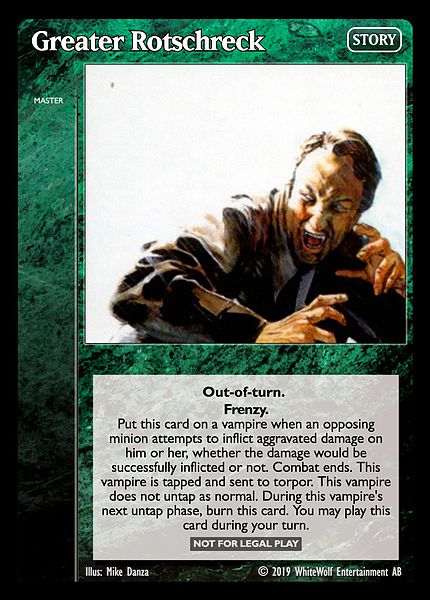 Greater Rotschreck
STORY
MASTER
Out-of-turn.
Frenzy.
Put this card on a vampire when an opposing
minion attempts to inflict aggravated damage on
him or her, whether the damage would be
successfully inflicted or not. Combat ends. This
vampire is tapped and sent to torpor. This vampire
does not untap as normal. During this vampire's
next untap phase, burn this card. You may play this
card during your turn.
NOT FOR LEGAL PLAY
Illus: Mike Danza
© 2019 WhiteWolf Entertainment AB